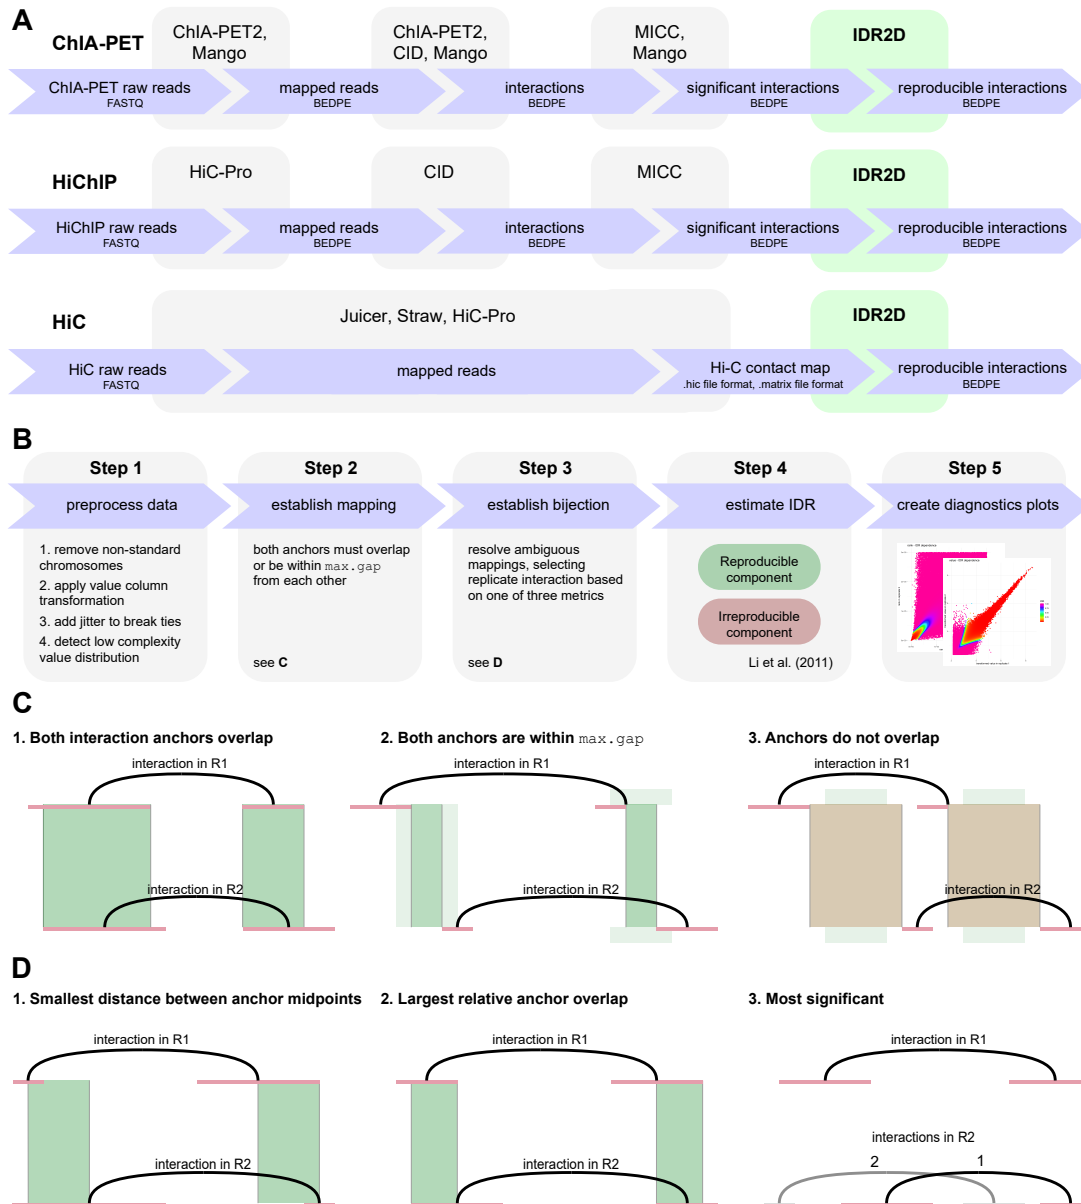 A
ChIA-PET
ChIA-PET2,
Mango
ChIA-PET2,
CID, Mango
MICC,
Mango
IDR2D
ChIA-PET raw reads
FASTQ
mapped reads
BEDPE
interactions
BEDPE
significant interactions
BEDPE
reproducible interactions
BEDPE
HiChIP
HiC-Pro
CID
MICC
IDR2D
HiChIP raw reads
FASTQ
mapped reads
BEDPE
interactions
BEDPE
significant interactions
BEDPE
reproducible interactions
BEDPE
HiC
Juicer, Straw, HiC-Pro
IDR2D
HiC raw reads
FASTQ
mapped reads
Hi-C contact map
.hic file format, .matrix file format
reproducible interactions
BEDPE
B
Step 1
preprocess data
1. remove non-standard
chromosomes
2. apply value column
transformation
3. add jitter to break ties
4. detect low complexity
value distribution
Step 2
establish mapping
both anchors must overlap
or be within max.gap
from each other
see C
Step 3
establish bijection
resolve ambiguous
mappings, selecting
replicate interaction based
on one of three metrics
see D
Step 4
estimate IDR
Reproducible
component
Irreproducible
component
Li et al. (2011)
Step 5
create diagnostics plots
C
1. Both interaction anchors overlap
interaction in R1
interaction in R2
2. Both anchors are within max.gap
interaction in R1
interaction in R2
3. Anchors do not overlap
interaction in R1
interaction in R2
D
1. Smallest distance between anchor midpoints
interaction in R1
interaction in R2
2. Largest relative anchor overlap
interaction in R1
interaction in R2
3. Most significant
interaction in R1
interactions in R2
2
1